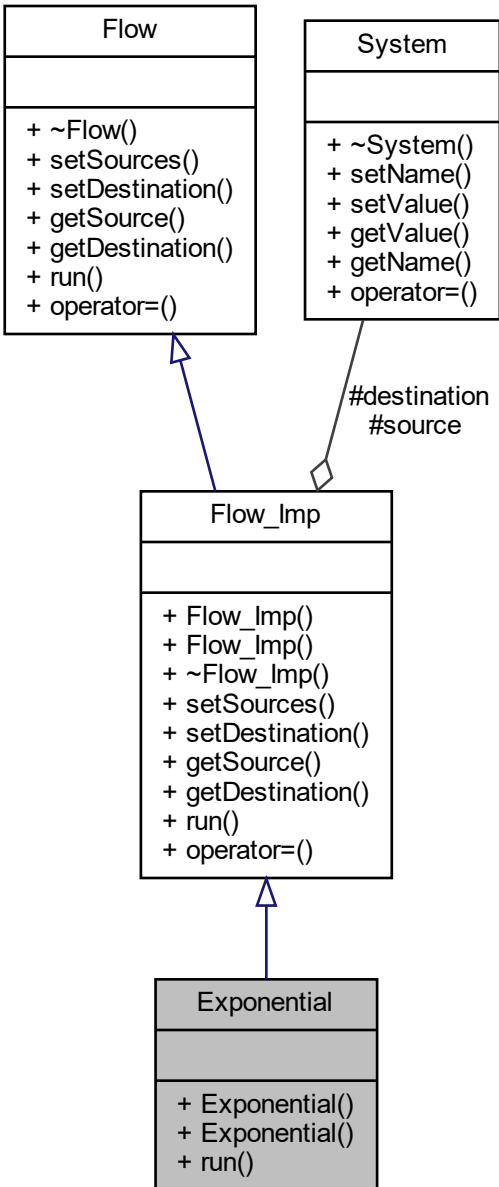 Flow
+ ~Flow()
+ setSources()
+ setDestination()
+ getSource()
+ getDestination()
+ run()
+ operator=()
System
+ ~System()
+ setName()
+ setValue()
+ getValue()
+ getName()
+ operator=()
#destination
#source
Flow_Imp
+ Flow_Imp()
+ Flow_Imp()
+ ~Flow_Imp()
+ setSources()
+ setDestination()
+ getSource()
+ getDestination()
+ run()
+ operator=()
Exponential
+ Exponential()
+ Exponential()
+ run()